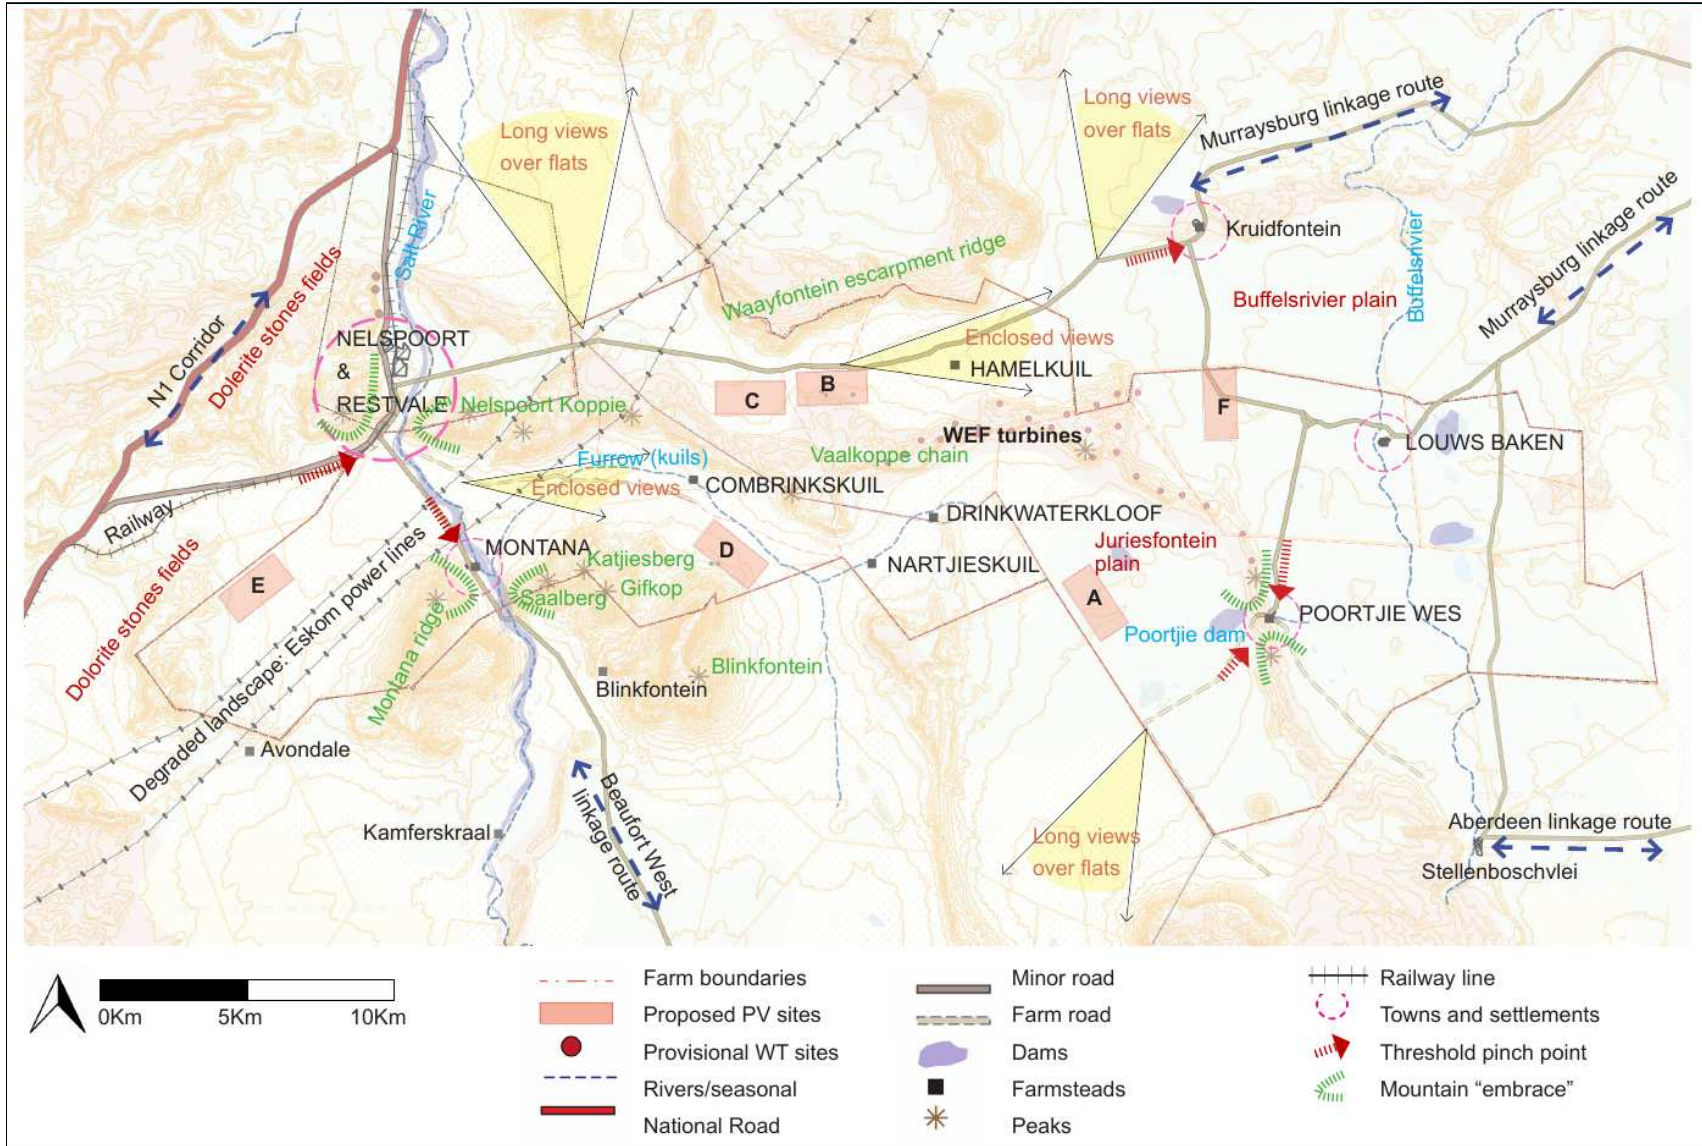 Long views
over flats
Long views
over flats
Murraysburg linkage route
Murraysburg linkage route
Salt River
N1 Corridor
Dolerite stones fields
Waayfontein escarpment ridge
Kruidfontein
Buffelsrivier
Buffelsrivier plain
NELSPOORT
&
RESTVALE
Enclosed views
HAMELKUIL
B
C
F
Nelspoort Koppie
WEF turbines
LOUWS BAKEN
Vaalkoppe chain
Furrow (kuils)
Enclosed views
COMBRINKSKUIL
Railway
DRINKWATERKLOOF
Juriesfontein
plain
MONTANA
Katjiesberg
D
NARTJIESKUIL
E
Gifkop
Saalberg
A
POORTJIE WES
Poortjie dam
Dolorite stones fields
Degraded landscape: Eskom power lines
Montana ridge
Blinkfontein
Blinkfontein
Avondale
Kamferskraal
Beaufort West
linkage route
Long views
over flats
Aberdeen linkage route
Stellenboschvlei
0Km
5Km
10Km
Farm boundaries
Proposed PV sites
Provisional WT sites
Rivers/seasonal
National Road
Minor road
Farm road
Dams
Farmsteads
Peaks
Railway line
Towns and settlements
Threshold pinch point
Mountain “embrace”